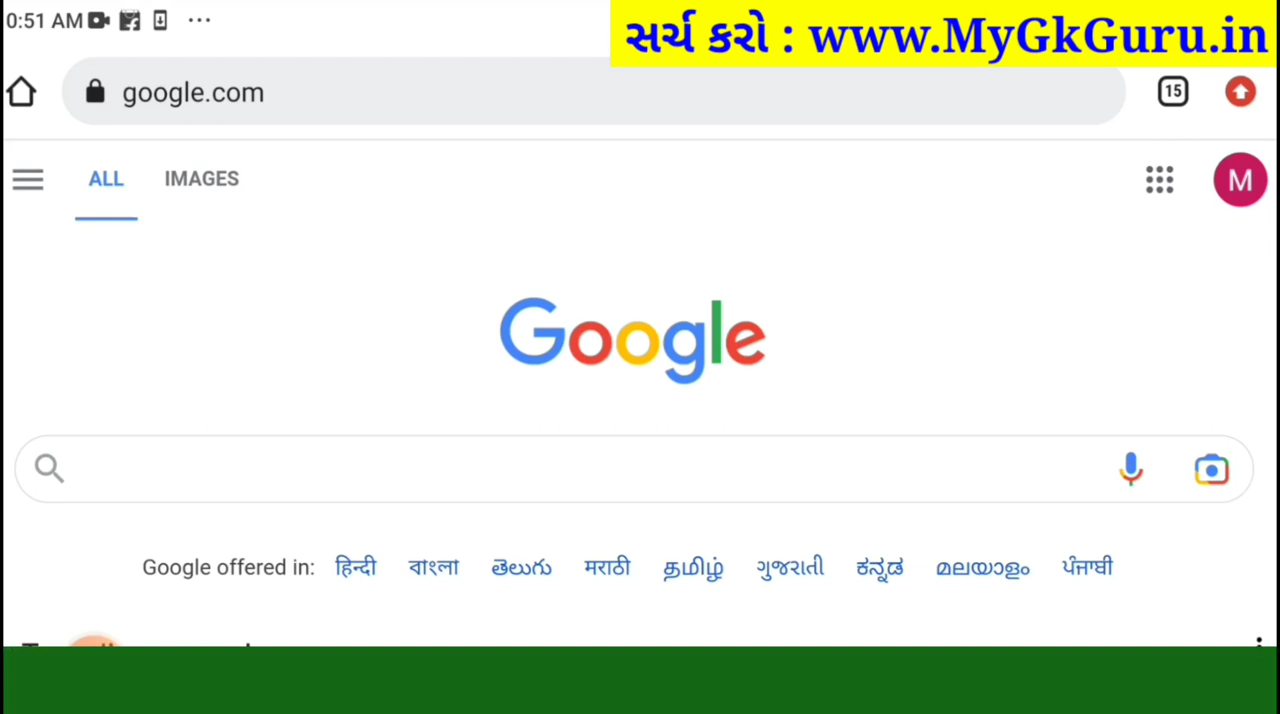 0:51 AM
સર્ચ કરો : www.MyGkGuru.in
google.com
15
ALL IMAGES
M
Google
Google offered in: हिन्दी বাংলা తెలుగు मराठी தமிழ் ગુજરાતી ಕನ್ನಡ മലയാളം ਪੰਜਾਬੀ